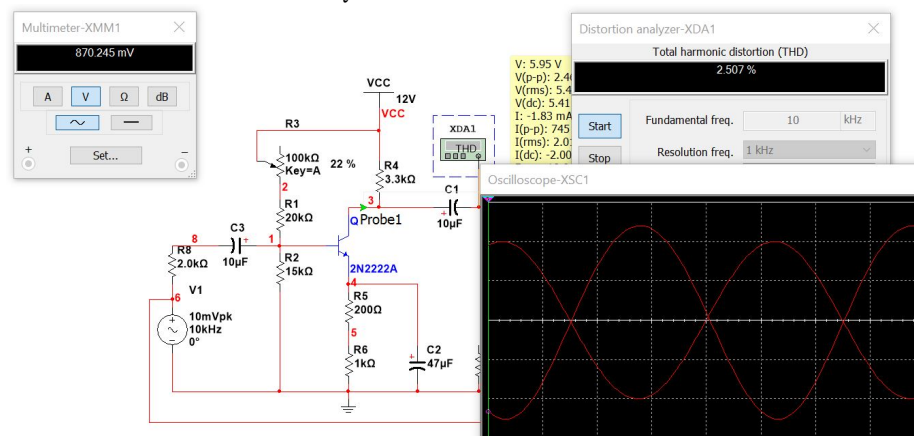 Multimeter-XMM1
870.245 mV
A V Ω dB
Set...
+
−
Distortion analyzer-XDA1
Total harmonic distortion (THD)
2.507 %
Start
Stop
Fundamental freq. 10 kHz
Resolution freq. 1 kHz
V: 5.95 V
V(p-p): 2.4
V(rms): 5.4
V(dc): 5.41
I: -1.83 mA
I(p-p): 745
I(rms): 2.0
I(dc): -2.00
VCC
12V
VCC
XDA1
THD
R3
100kΩ
Key=A
22 %
2
R4
3.3kΩ
R1
20kΩ
3
C1
+
10µF
Q
Probe1
C3
+
10µF
8
1
R8
2.0kΩ
R2
15kΩ
2N2222A
4
R5
200Ω
5
R6
1kΩ
C2
+
47µF
6
V1
10mVpk
10kHz
0°
Oscilloscope-XSC1